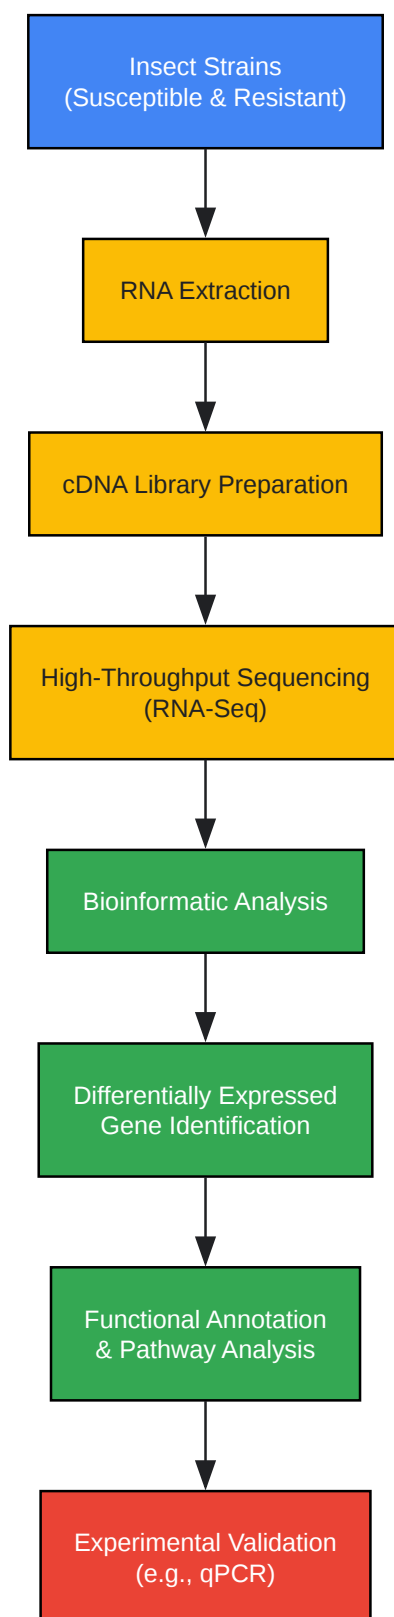 Insect Strains
(Susceptible & Resistant)
RNA Extraction
cDNA Library Preparation
High-Throughput Sequencing
(RNA-Seq)
Bioinformatic Analysis
Differentially Expressed
Gene Identification
Functional Annotation
& Pathway Analysis
Experimental Validation
(e.g., qPCR)